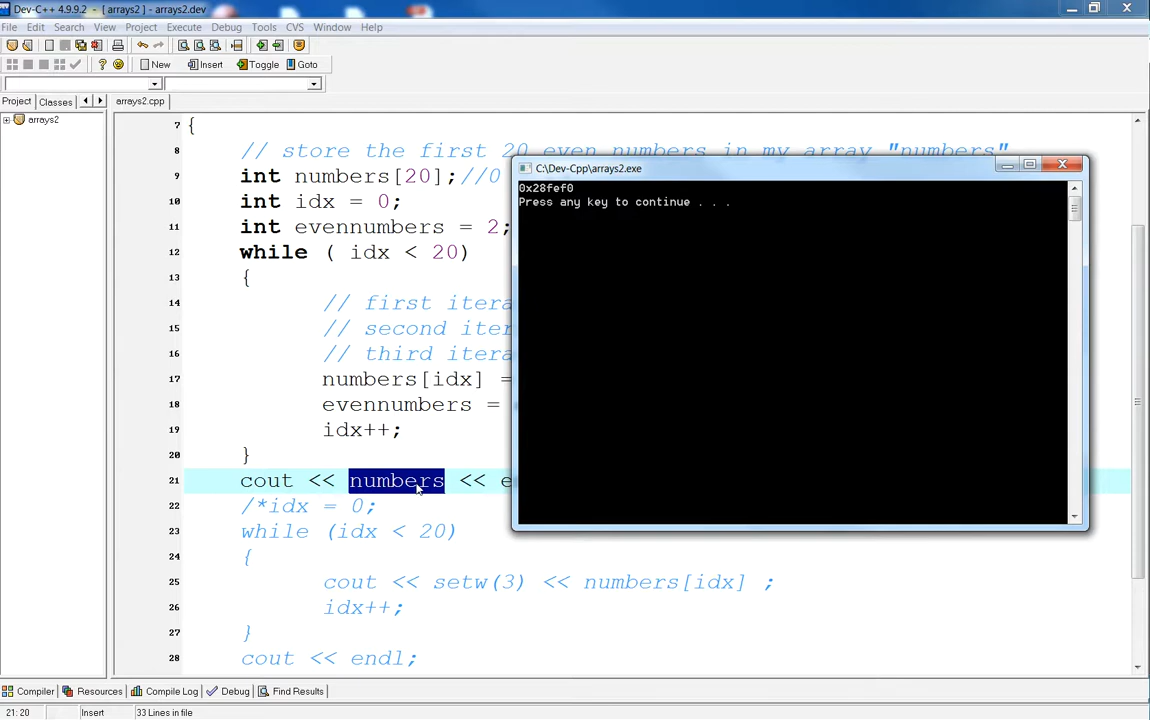 Dev-C++ 4.9.9.2 - [ arrays2 ] - arrays2.dev
File Edit Search View Project Execute Debug Tools CVS Window Help
New Insert Toggle Goto
Project Classes arrays2.cpp
arrays2
7 {
8 // store the first 20 even numbers in my array "numbers"
9 int numbers[20];//0
10 int idx = 0;
11 int evennumbers = 2;
12 while ( idx < 20)
13 {
14 // first itera
15 // second iter
16 // third itera
17 numbers[idx] =
18 evennumbers =
19 idx++;
20 }
21 cout << numbers << e
22 /*idx = 0;
23 while (idx < 20)
24 {
25 cout << setw(3) << numbers[idx] ;
26 idx++;
27 }
28 cout << endl;
C:\Dev-Cpp\arrays2.exe
0x28fef0
Press any key to continue . . .
Compiler Resources Compile Log Debug Find Results
21: 20 Insert 33 Lines in file